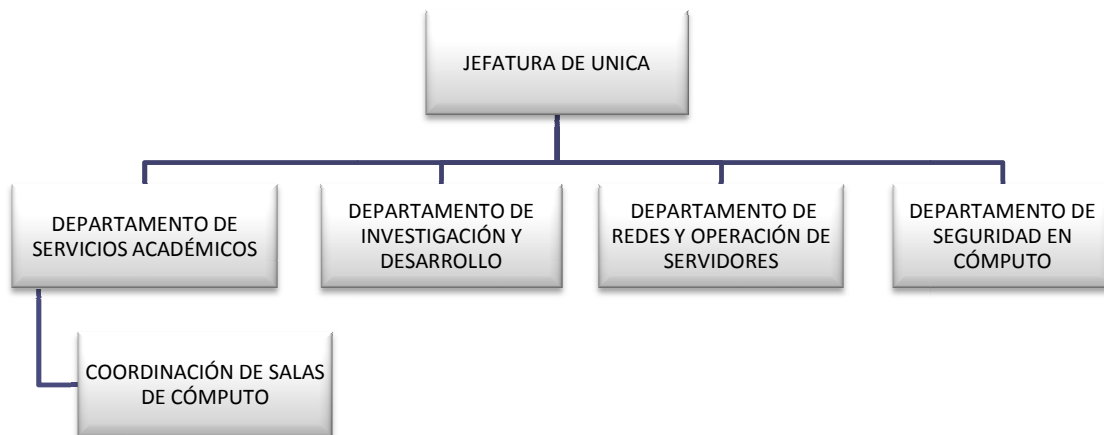 JEFATURA DE UNICA
DEPARTAMENTO DE
SERVICIOS ACADÉMICOS
DEPARTAMENTO DE
INVESTIGACIÓN Y
DESARROLLO
DEPARTAMENTO DE
REDES Y OPERACIÓN DE
SERVIDORES
DEPARTAMENTO DE
SEGURIDAD EN
CÓMPUTO
COORDINACIÓN DE SALAS
DE CÓMPUTO